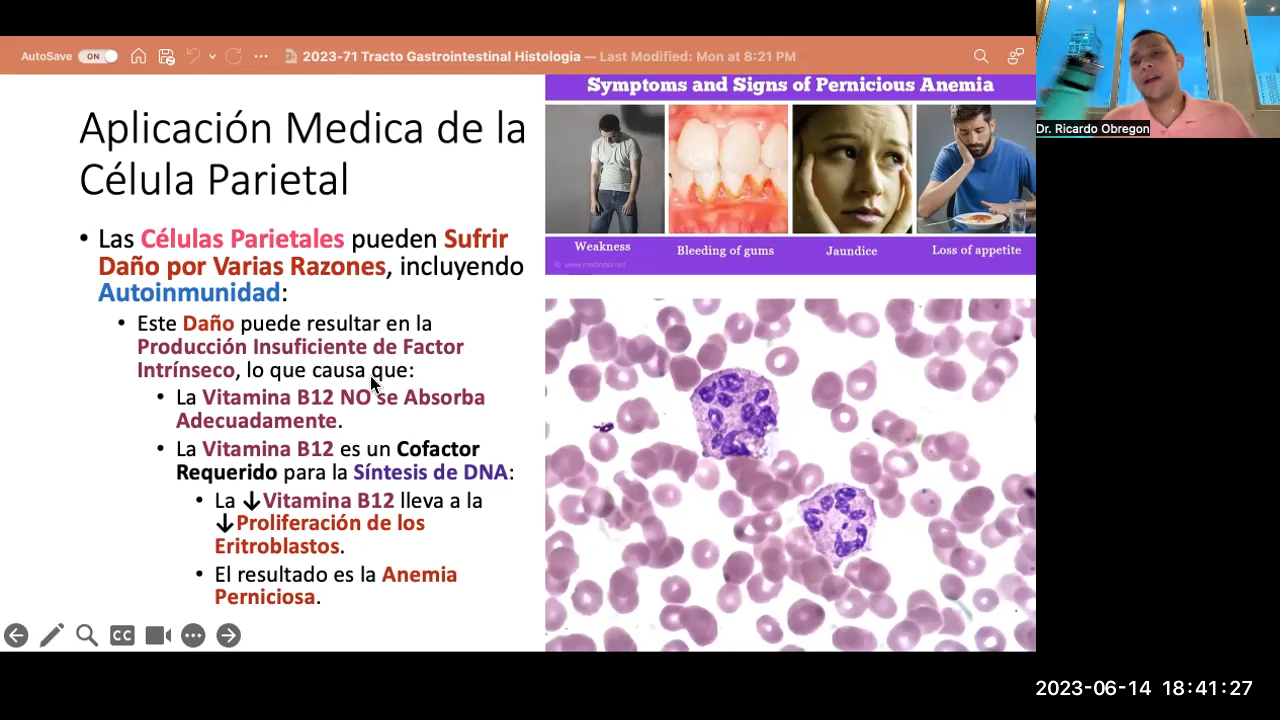 AutoSave ON 2023-71 Tracto Gastrointestinal Histologia — Last Modified: Mon at 8:21 PM
Aplicación Medica de la
Célula Parietal
• Las Células Parietales pueden Sufrir
Daño por Varias Razones, incluyendo
Autoinmunidad:
• Este Daño puede resultar en la
Producción Insuficiente de Factor
Intrínseco, lo que causa que:
• La Vitamina B12 NO se Absorba
Adecuadamente.
• La Vitamina B12 es un Cofactor
Requerido para la Síntesis de DNA:
• La ↓Vitamina B12 lleva a la
↓Proliferación de los
Eritroblastos.
• El resultado es la Anemia
Perniciosa.
Symptoms and Signs of Pernicious Anemia
Weakness Bleeding of gums Jaundice Loss of appetite
© www.medindia.net
CC
Dr. Ricardo Obregon
2023-06-14 18:41:27